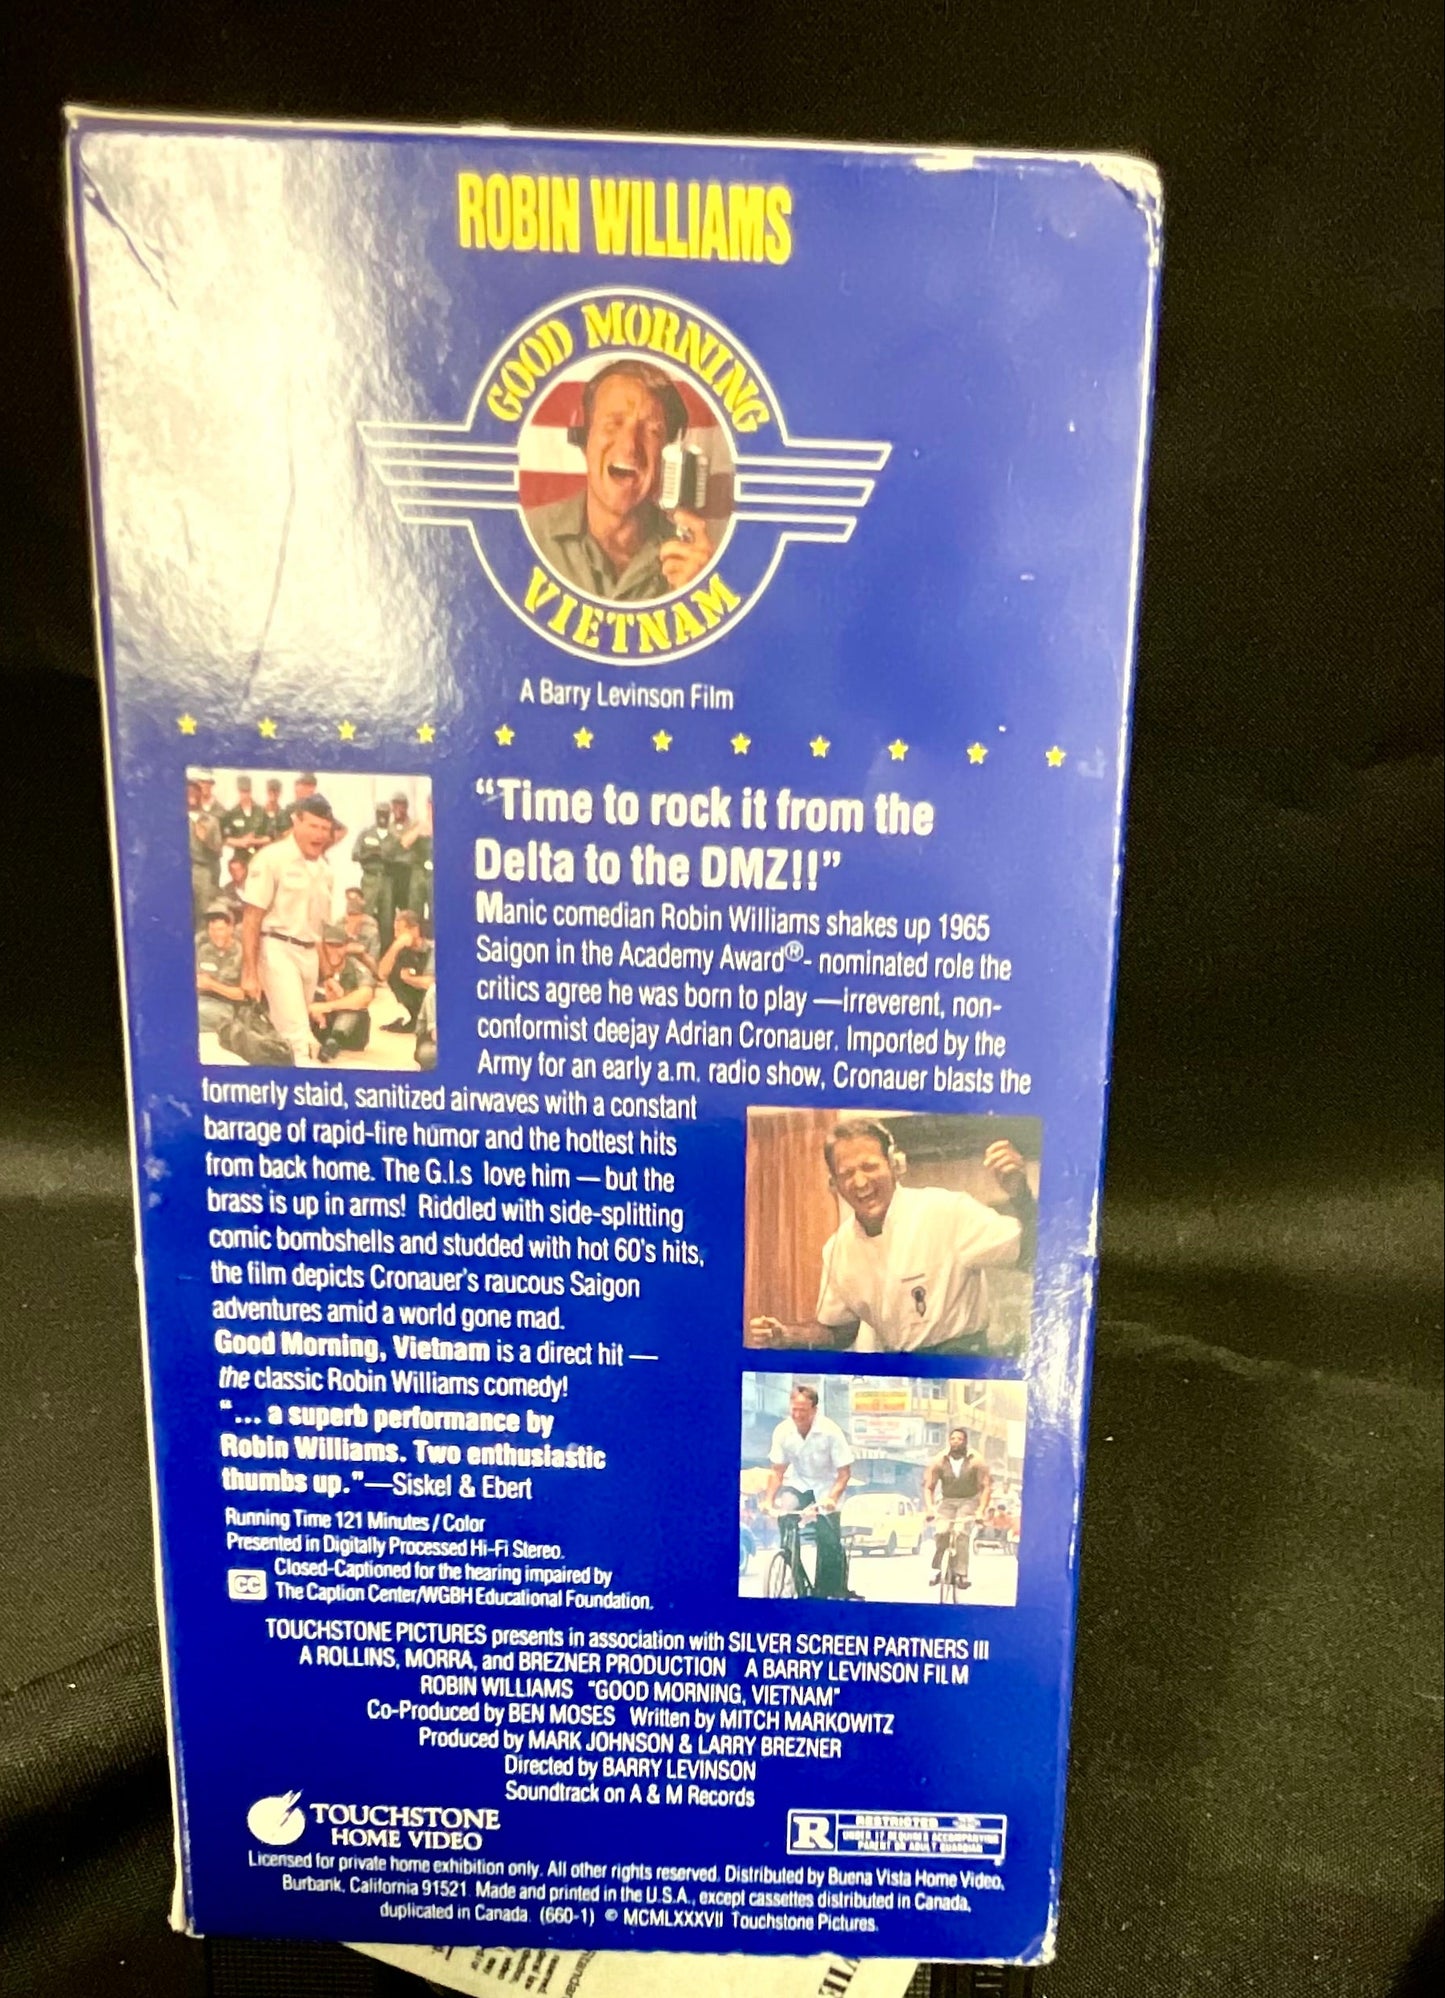 ROBIN WILLIAMS
GOOD MORNING
VIETNAM
A Barry Levinson Film
“Time to rock it from the
Delta to the DMZ!!”
Manic comedian Robin Williams shakes up 1965
Saigon in the Academy Award®- nominated role the
critics agree he was born to play —irreverent, non-
conformist deejay Adrian Cronauer. Imported by the
Army for an early a.m. radio show, Cronauer blasts the
formerly staid, sanitized airwaves with a constant
barrage of rapid-fire humor and the hottest hits
from back home. The G.I.s love him — but the
brass is up in arms! Riddled with side-splitting
comic bombshells and studded with hot 60's hits,
the film depicts Cronauer's raucous Saigon
adventures amid a world gone mad.
Good Morning, Vietnam is a direct hit —
the classic Robin Williams comedy!
“... a superb performance by
Robin Williams. Two enthusiastic
thumbs up.”—Siskel & Ebert
Running Time 121 Minutes / Color
Presented in Digitally Processed Hi-Fi Stereo.
Closed-Captioned for the hearing impaired by
CC The Caption Center/WGBH Educational Foundation.
TOUCHSTONE PICTURES presents in association with SILVER SCREEN PARTNERS III
A ROLLINS, MORRA, and BREZNER PRODUCTION A BARRY LEVINSON FILM
ROBIN WILLIAMS "GOOD MORNING, VIETNAM"
Co-Produced by BEN MOSES Written by MITCH MARKOWITZ
Produced by MARK JOHNSON & LARRY BREZNER
Directed by BARRY LEVINSON
Soundtrack on A & M Records
TOUCHSTONE
HOME VIDEO
R RESTRICTED
UNDER 17 REQUIRES ACCOMPANYING
PARENT OR ADULT GUARDIAN
Licensed for private home exhibition only. All other rights reserved. Distributed by Buena Vista Home Video,
Burbank, California 91521. Made and printed in the U.S.A., except cassettes distributed in Canada,
duplicated in Canada. (660-1) © MCMLXXXVII Touchstone Pictures.